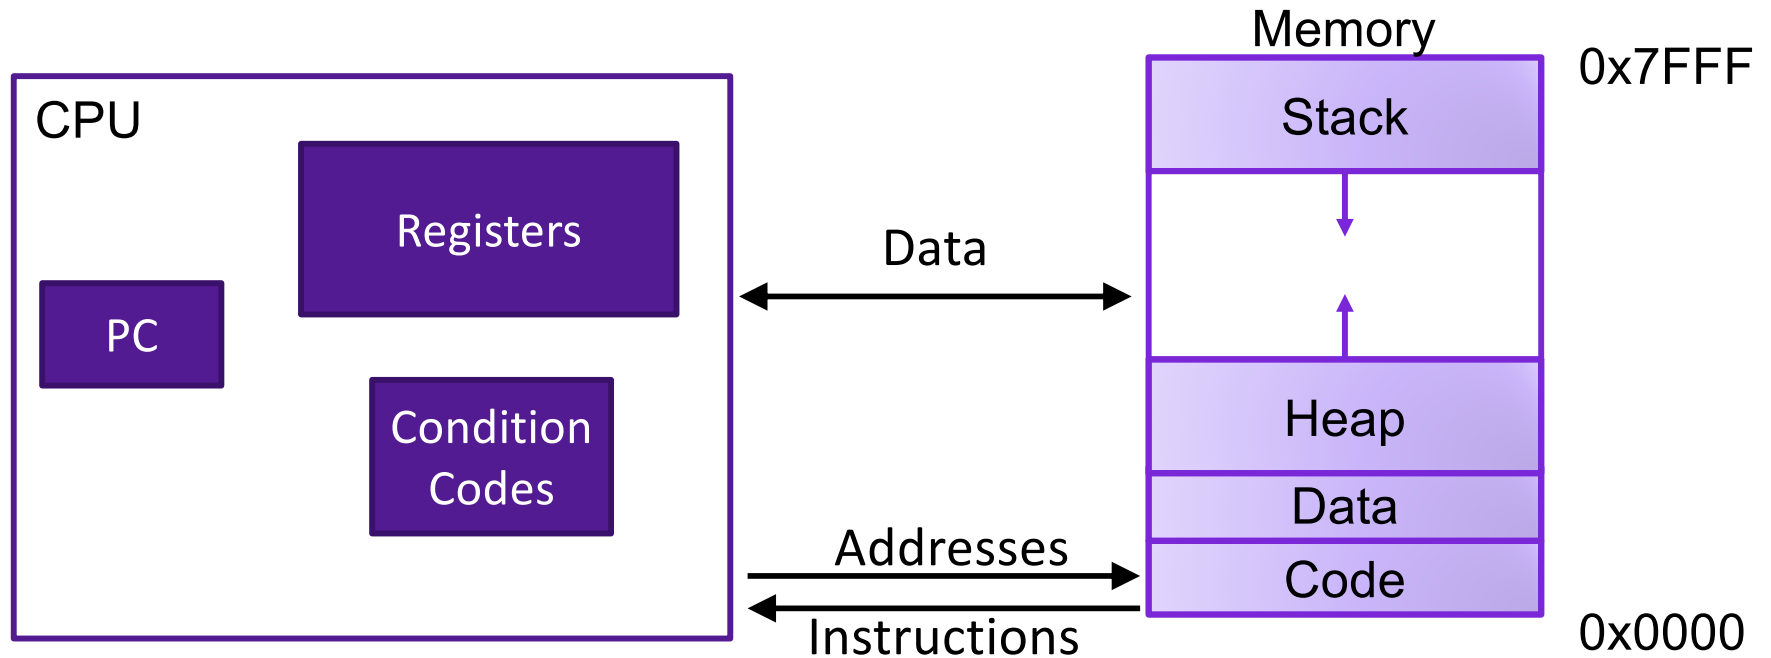 CPU
Registers
PC
Condition
Codes
Data
Addresses
Instructions
Memory
0x7FFF
Stack
Heap
Data
Code
0x0000